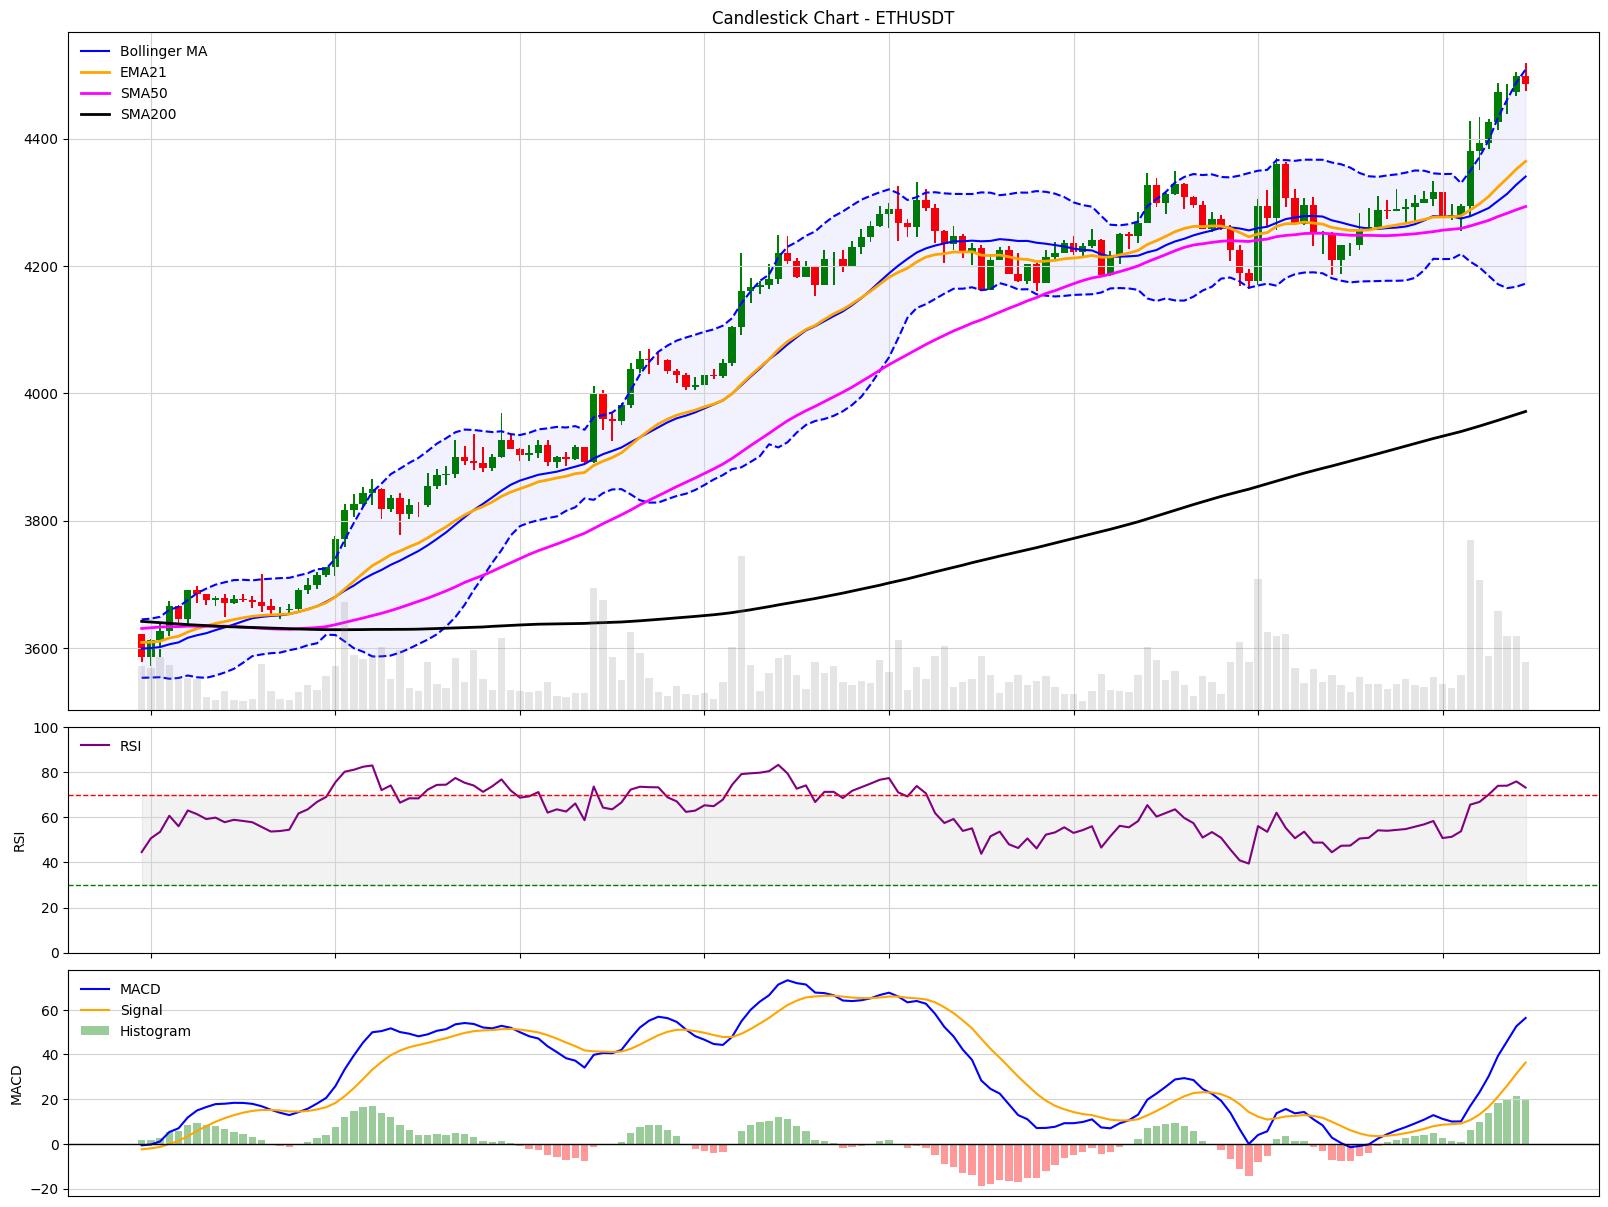 Candlestick Chart - ETHUSDT
Bollinger MA
EMA21
SMA50
SMA200
4400
4200
4000
3800
3600
100
RSI
80
60
40
20
0
RSI
MACD
Signal
Histogram
60
40
20
0
−20
MACD